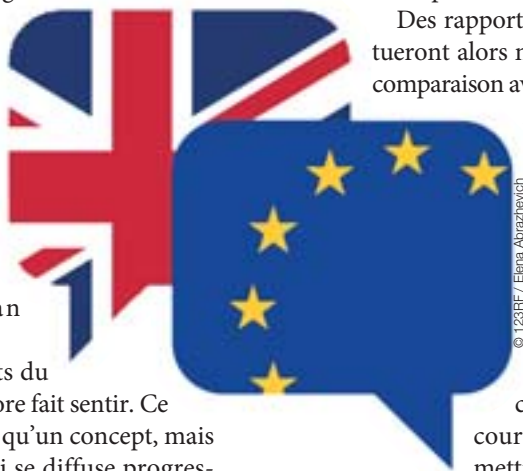 Des rapport
tueront alors
comparaison
© 123RF / Elena Abrazhevich
an
ts du
ore fait sentir. Ce
qu'un concept, mais
i se diffuse progres-
cour
mett